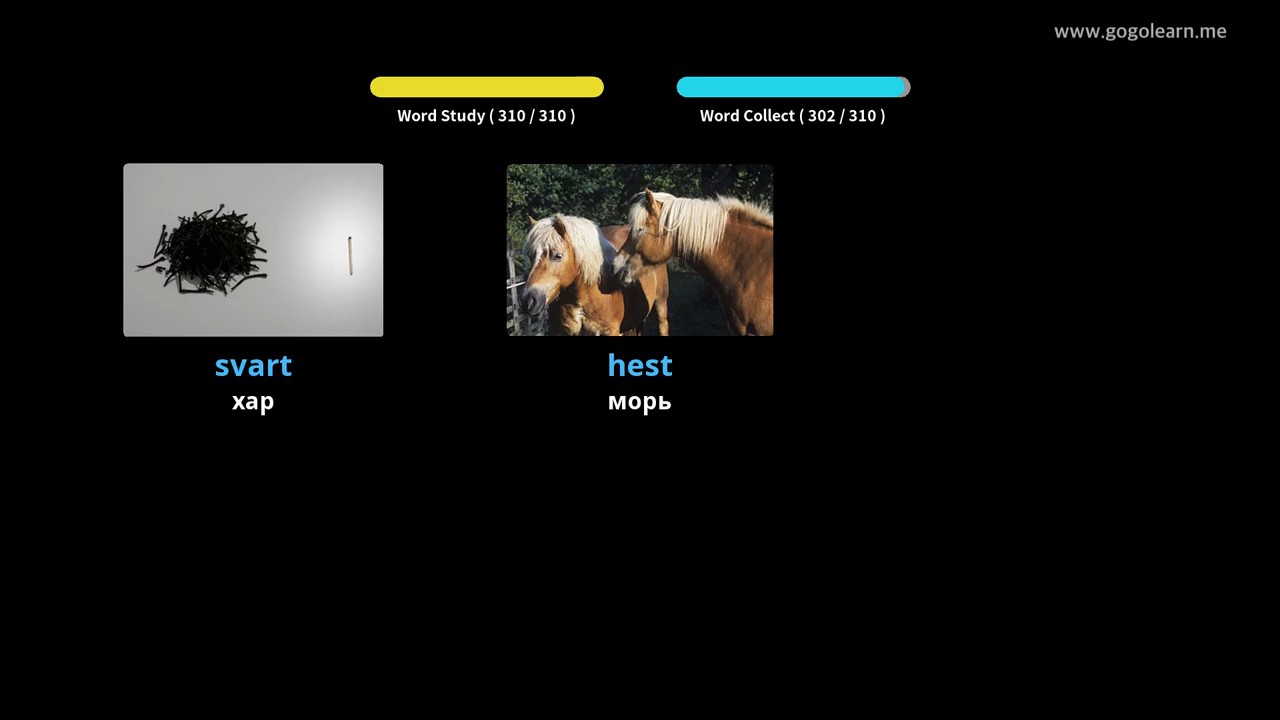 www.gogolearn.me
Word Study ( 310 / 310 )
Word Collect ( 302 / 310 )
svart
хар
hest
морь